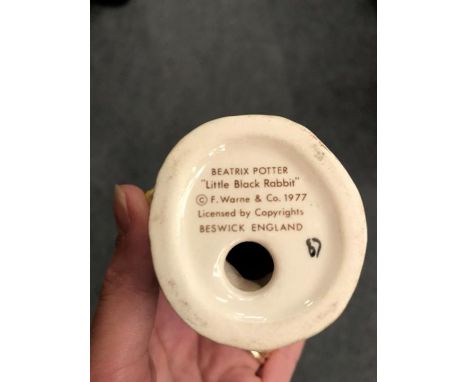 BEATRIX POTTER
"Little Black Rabbit"
© F. Warne & Co. 1977
Licensed by Copyrights
BESWICK ENGLAND